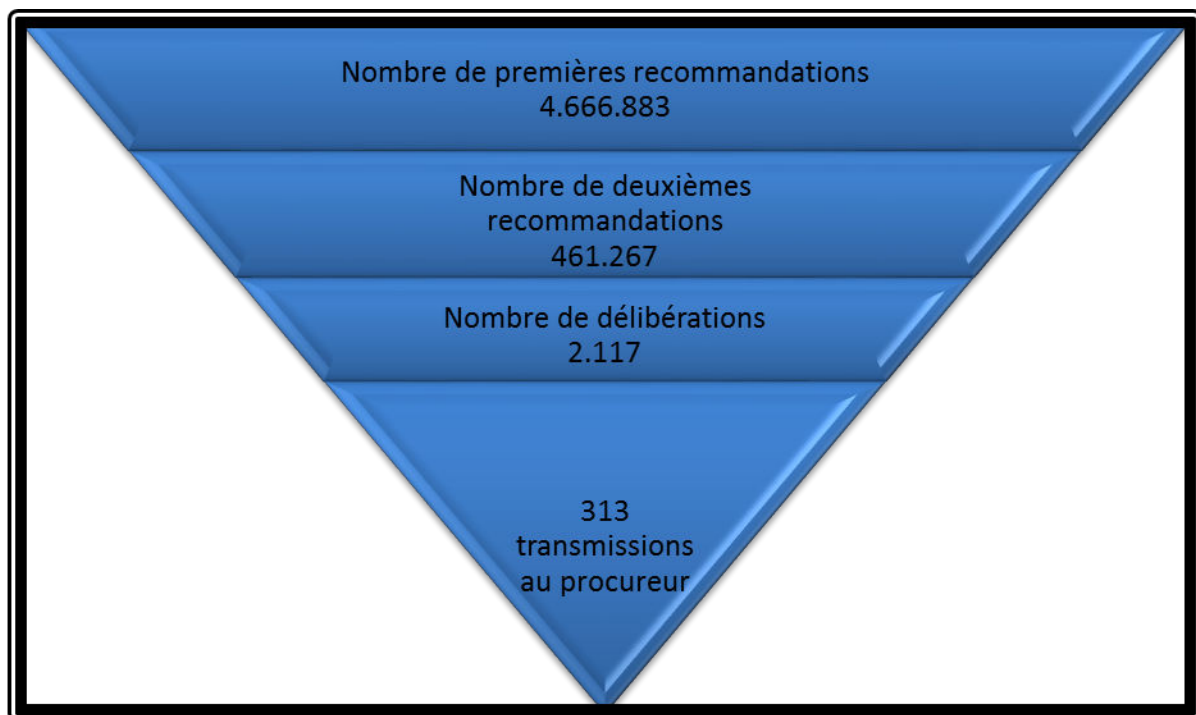 Nombre de premières recommandations
4.666.883
Nombre de deuxièmes
recommandations
461.267
Nombre de délibérations
2.117
313
transmissions
au procureur